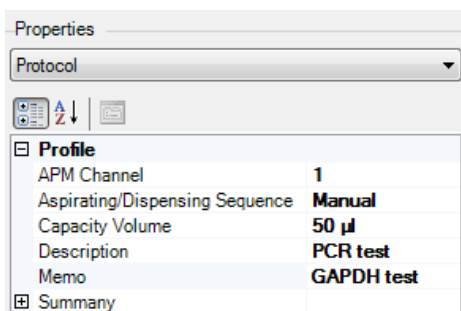 Properties
Protocol
Profile
APM Channel 1
Aspirating/Dispensing Sequence Manual
Capacity Volume 50 µl
Description PCR test
Memo GAPDH test
Summary